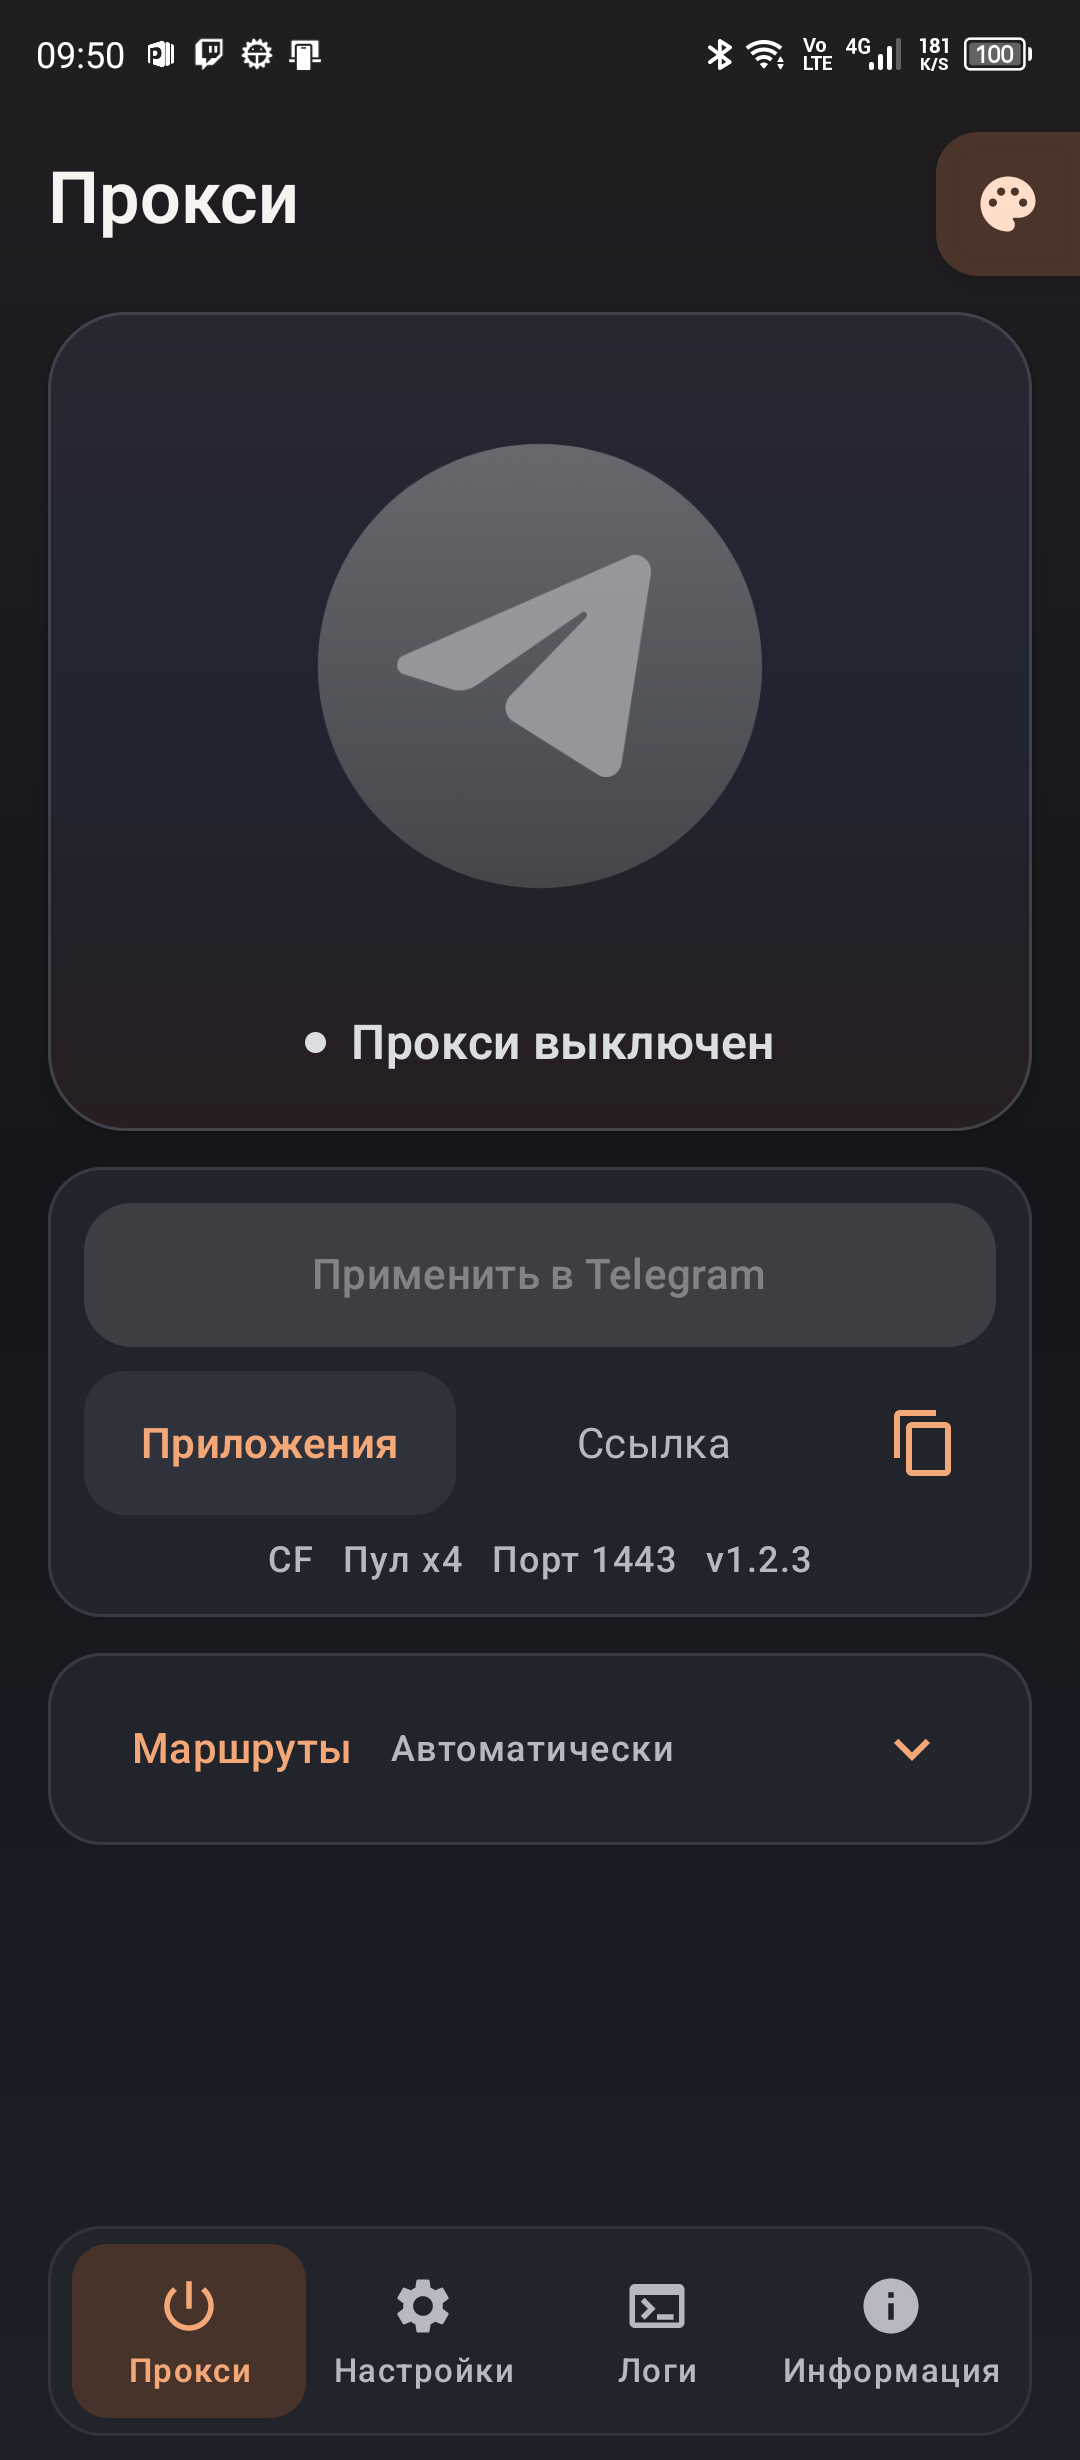 09:50 Vo LTE 4G 181 K/S 100
Прокси
Прокси выключен
Применить в Telegram
Приложения Ссылка
CF Пул x4 Порт 1443 v1.2.3
Маршруты Автоматически
Прокси Настройки Логи Информация